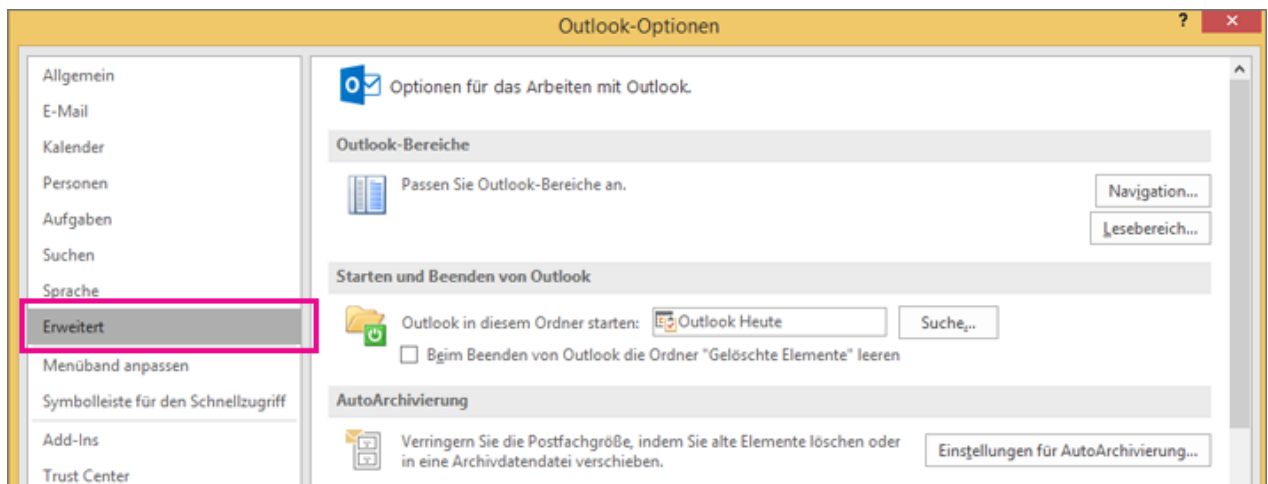 Outlook-Optionen
?
Allgemein
E-Mail
Kalender
Personen
Aufgaben
Suchen
Sprache
Erweitert
Menüband anpassen
Symbolleiste für den Schnellzugriff
Add-Ins
Trust Center
Optionen für das Arbeiten mit Outlook.
Outlook-Bereiche
Passen Sie Outlook-Bereiche an.
Navigation...
Lesebereich...
Starten und Beenden von Outlook
Outlook in diesem Ordner starten: Outlook Heute Suche...
Beim Beenden von Outlook die Ordner "Gelöschte Elemente" leeren
AutoArchivierung
Verringern Sie die Postfachgröße, indem Sie alte Elemente löschen oder
in eine Archivdatendatei verschieben.
Einstellungen für AutoArchivierung...